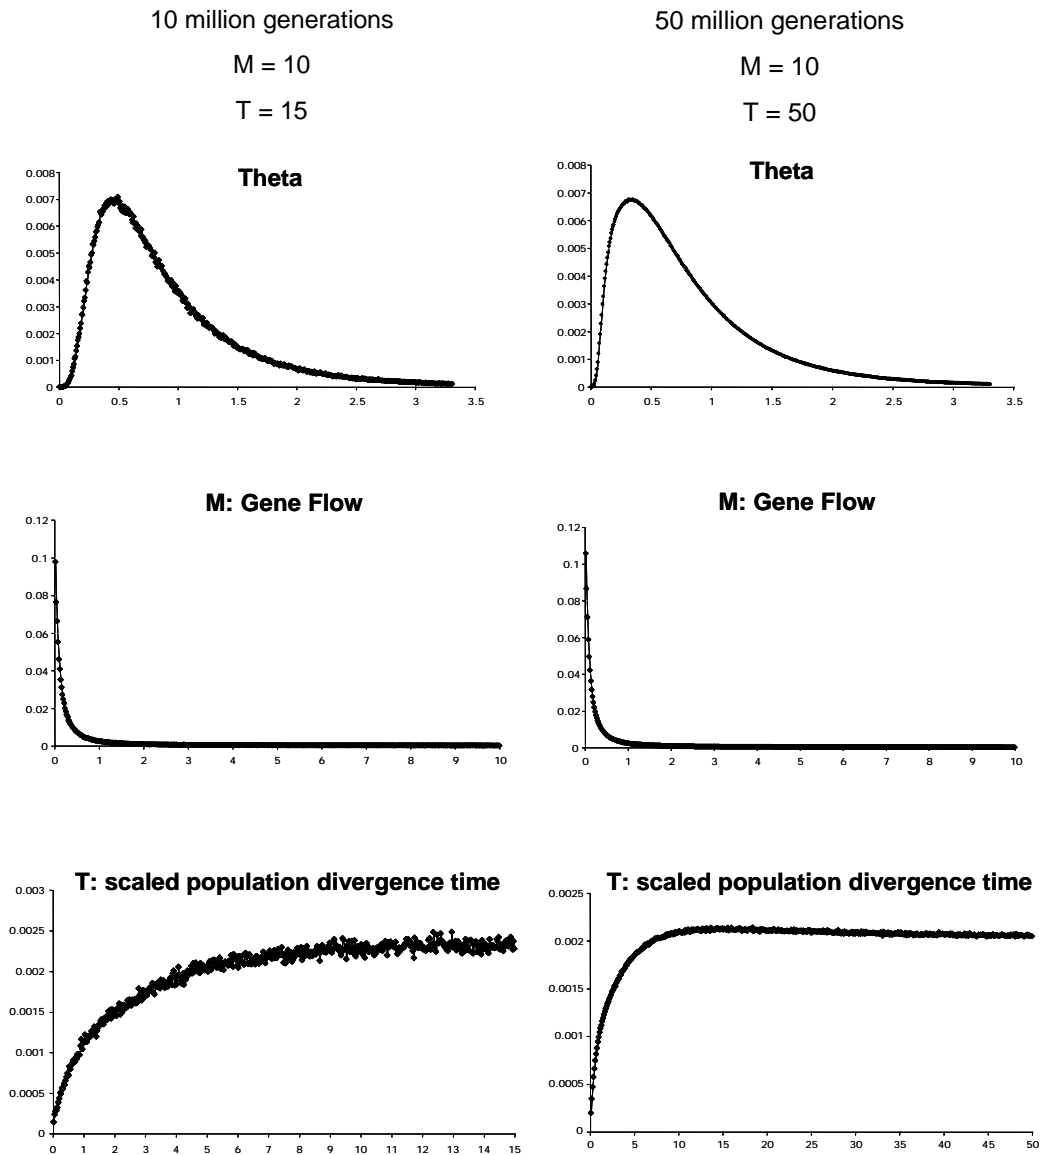 10 million generations
M = 10
T = 15
50 million generations
M = 10
T = 50
Theta
0.008
0.007
0.006
0.005
0.004
0.003
0.002
0.001
0
0 0.5 1 1.5 2 2.5 3 3.5
Theta
0.008
0.007
0.006
0.005
0.004
0.003
0.002
0.001
0
0 0.5 1 1.5 2 2.5 3 3.5
M: Gene Flow
0.12
0.1
0.08
0.06
0.04
0.02
0
0 1 2 3 4 5 6 7 8 9 10
M: Gene Flow
0.12
0.1
0.08
0.06
0.04
0.02
0
0 1 2 3 4 5 6 7 8 9 10
T: scaled population divergence time
0.003
0.0025
0.002
0.0015
0.001
0.0005
0
0 1 2 3 4 5 6 7 8 9 10 11 12 13 14 15
T: scaled population divergence time
0.0025
0.002
0.0015
0.001
0.0005
0
0 5 10 15 20 25 30 35 40 45 50